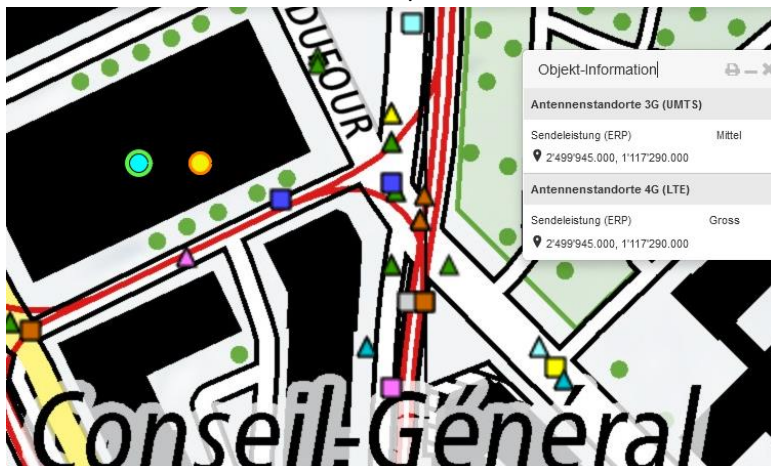 DUFOUR
Objekt-Information
Antennenstandorte 3G (UMTS)
Sendeleistung (ERP) Mittel
2'499'945.000, 1'117'290.000
Antennenstandorte 4G (LTE)
Sendeleistung (ERP) Gross
2'499'945.000, 1'117'290.000
Conseil-Général